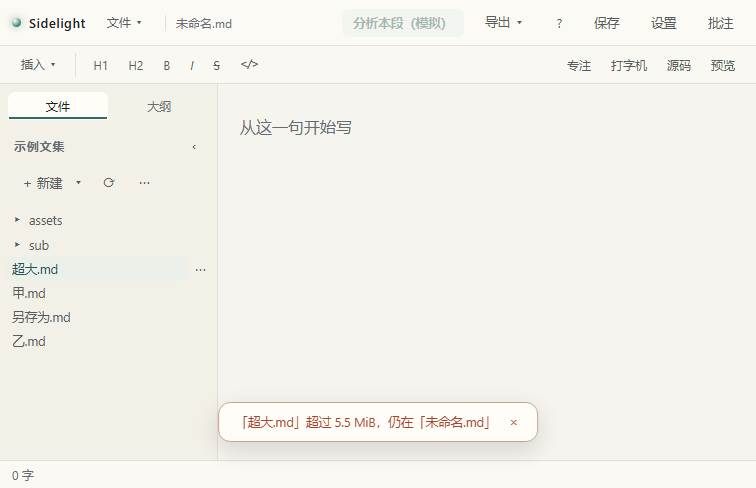 Sidelight 文件 未命名.md 分析本段（模拟） 导出 ? 保存 设置 批注
插入 H1 H2 B I S </> 专注 打字机 源码 预览
文件 大纲
示例文集
+ 新建 ...
assets
sub
超大.md ...
甲.md
另存为.md
乙.md
从这一句开始写
「超大.md」超过 5.5 MiB，仍在「未命名.md」 ×
0 字